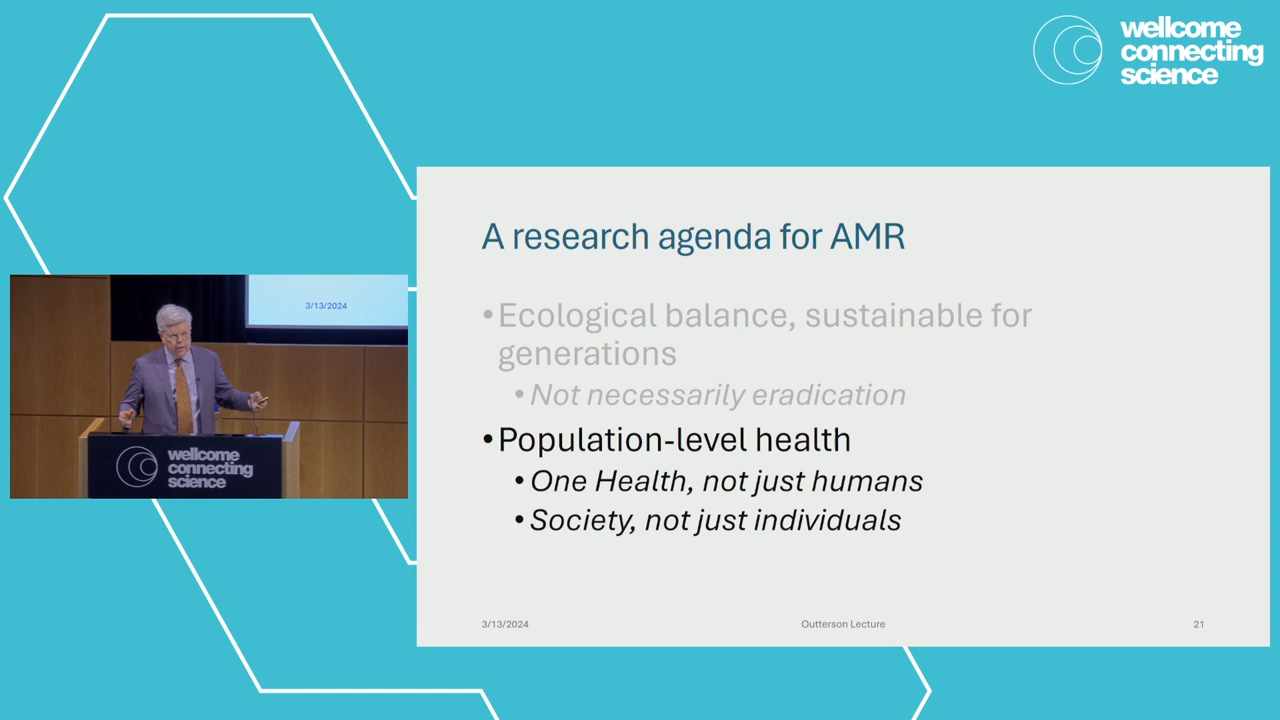 wellcome
connecting
science
A research agenda for AMR
•Ecological balance, sustainable for
generations
•Not necessarily eradication
•Population-level health
•One Health, not just humans
•Society, not just individuals
3/13/2024
Outterson Lecture
21
3/13/2024
wellcome
connecting
science